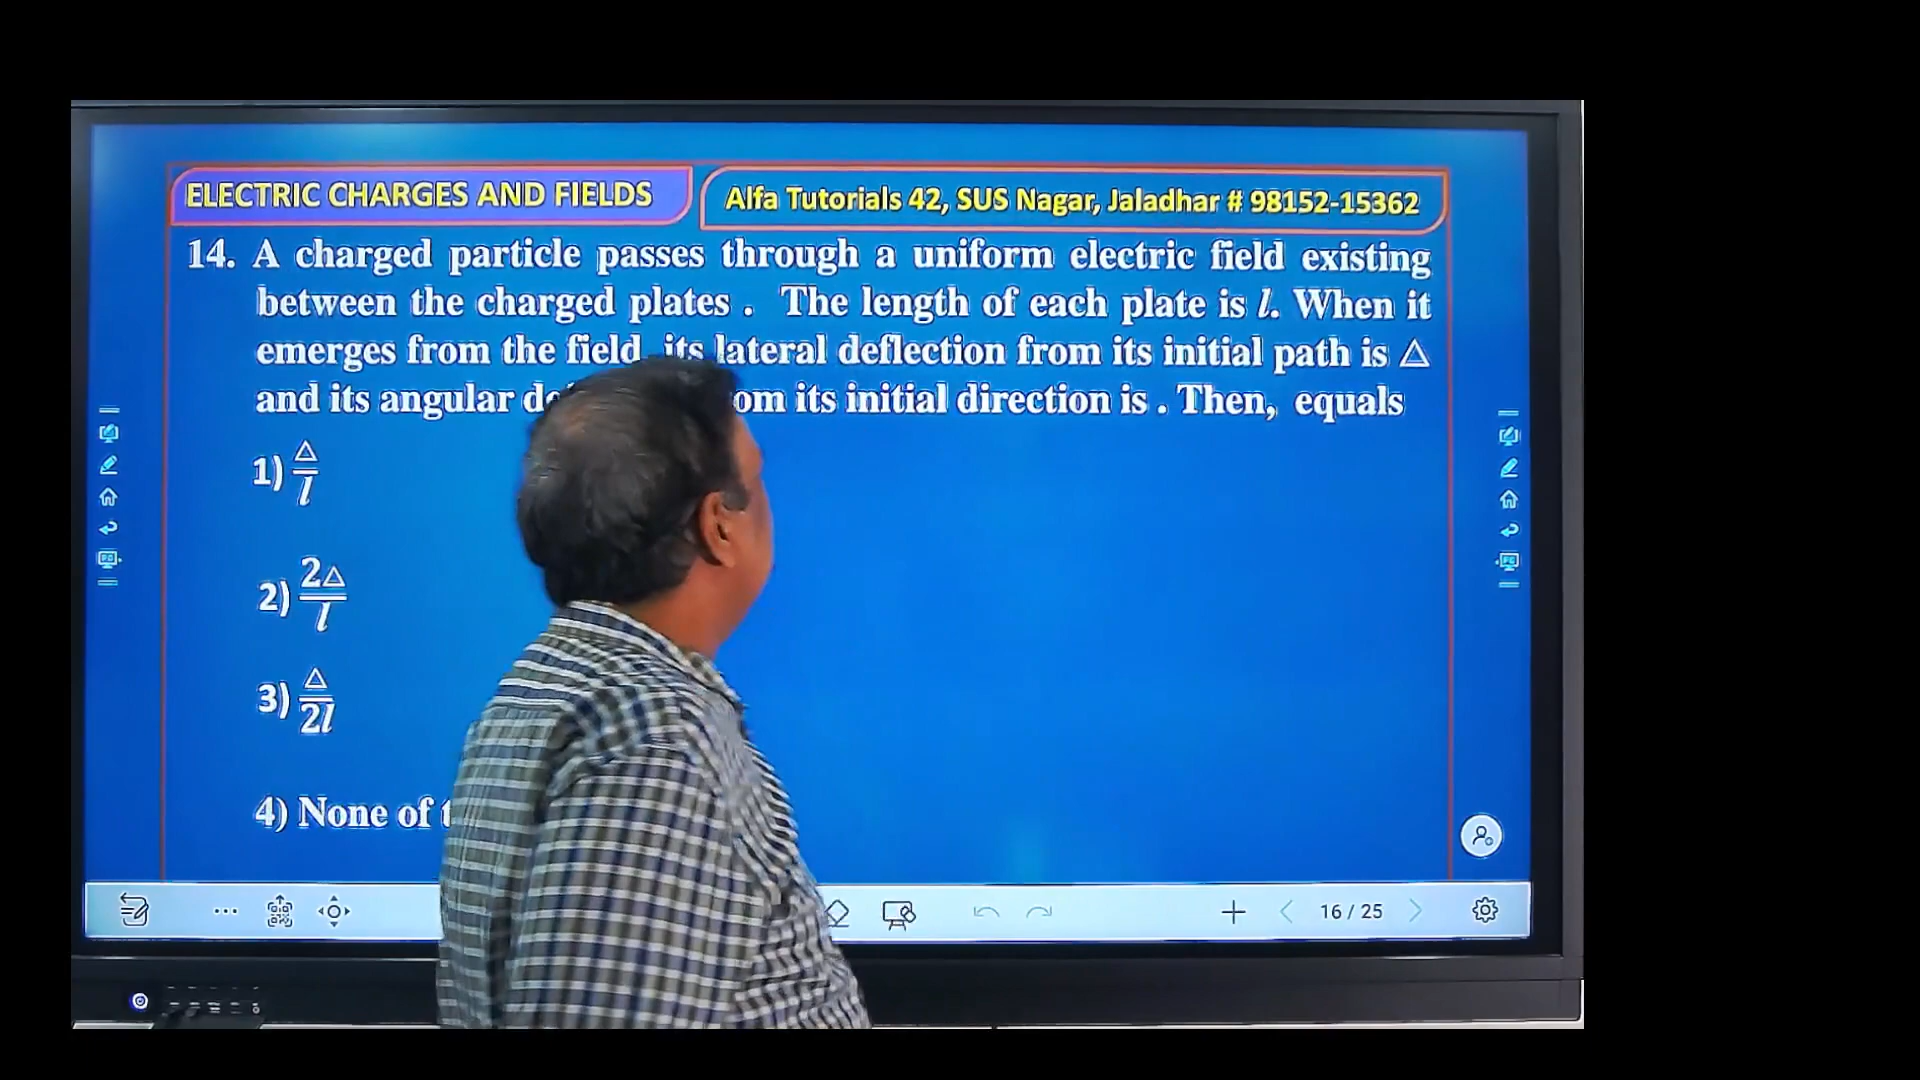 ELECTRIC CHARGES AND FIELDS
Alfa Tutorials 42, SUS Nagar, Jaladhar # 98152-15362
14. A charged particle passes through a uniform electric field existing
between the charged plates . The length of each plate is l. When it
emerges from the field its lateral deflection from its initial path is △
and its angular its initial direction is . Then, equals
1) △/l
2) 2△/l
3) △/2l
4) None of
16 / 25